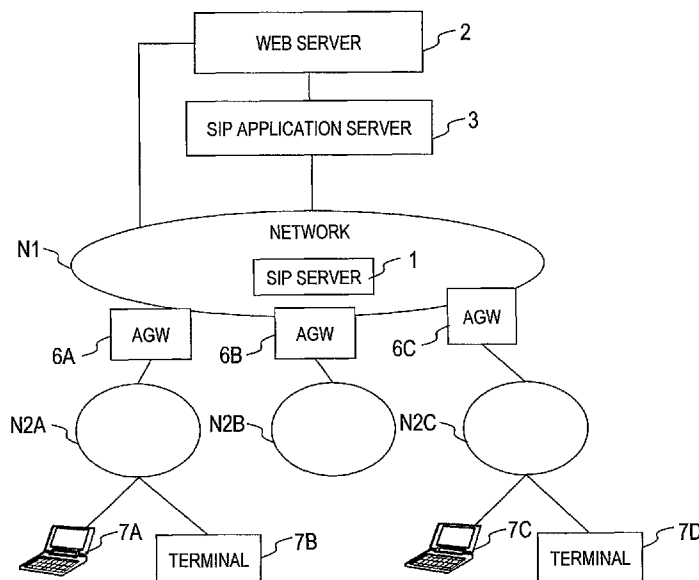 WEB SERVER
2
SIP APPLICATION SERVER
3
NETWORK
N1
1
SIP SERVER
AGW
AGW
AGW
6A
6B
6C
N2A
N2B
N2C
7A
TERMINAL
7B
7C
TERMINAL
7D